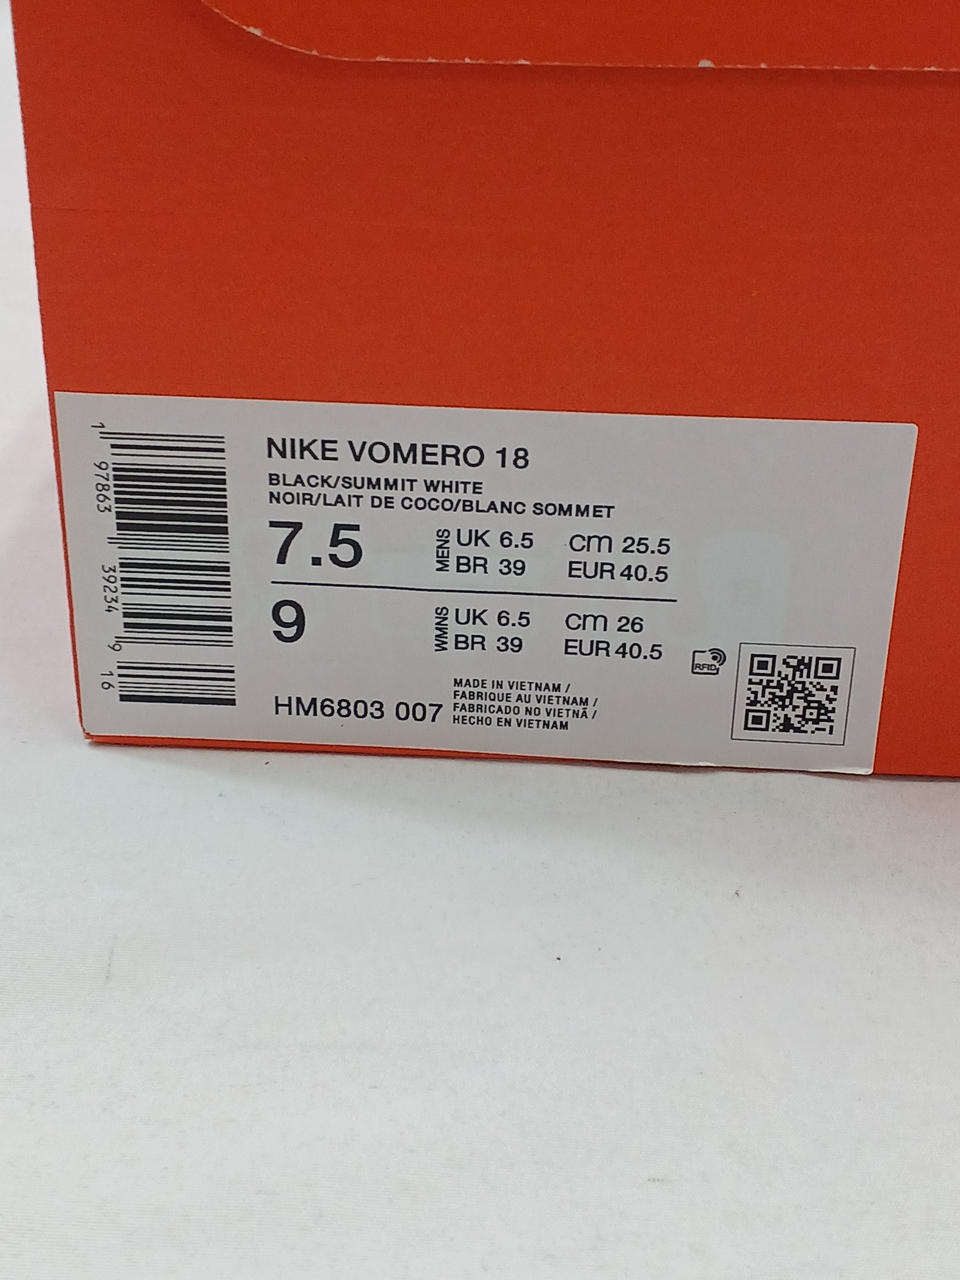 NIKE VOMERO 18
BLACK/SUMMIT WHITE
NOIR/LAIT DE COCO/BLANC SOMMET
7.5 MENS UK 6.5 cm 25.5
BR 39 EUR 40.5
9 WMNS UK 6.5 cm 26
BR 39 EUR 40.5
RFID
HM6803 007
MADE IN VIETNAM /
FABRIQUE AU VIETNAM /
FABRICADO NO VIETNÃ /
HECHO EN VIETNAM
1 97863 39234 9 16